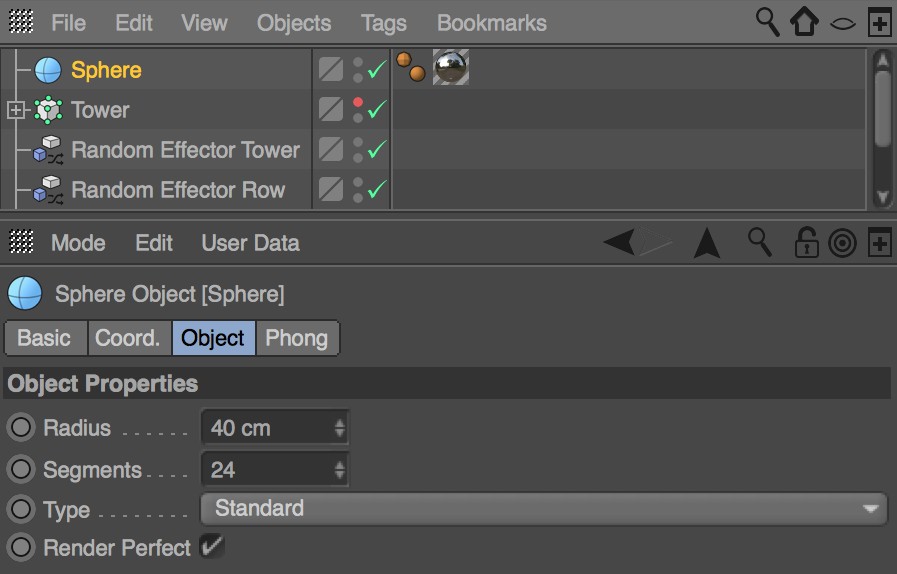 File Edit View Objects Tags Bookmarks
Sphere
Tower
Random Effector Tower
Random Effector Row
Mode Edit User Data
Sphere Object [Sphere]
Basic Coord. Object Phong
Object Properties
Radius 40 cm
Segments 24
Type Standard
Render Perfect